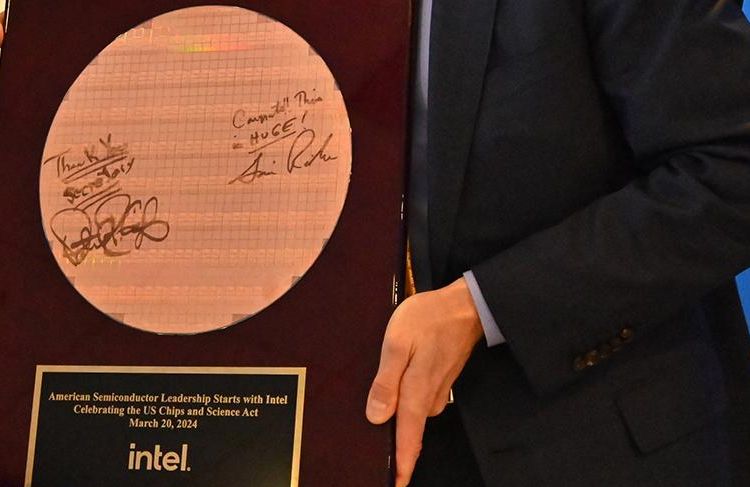 Thank You
Secretary
Congrats!! This
is HUGE!
American Semiconductor Leadership Starts with Intel
Celebrating the US Chips and Science Act
March 20, 2024
intel.